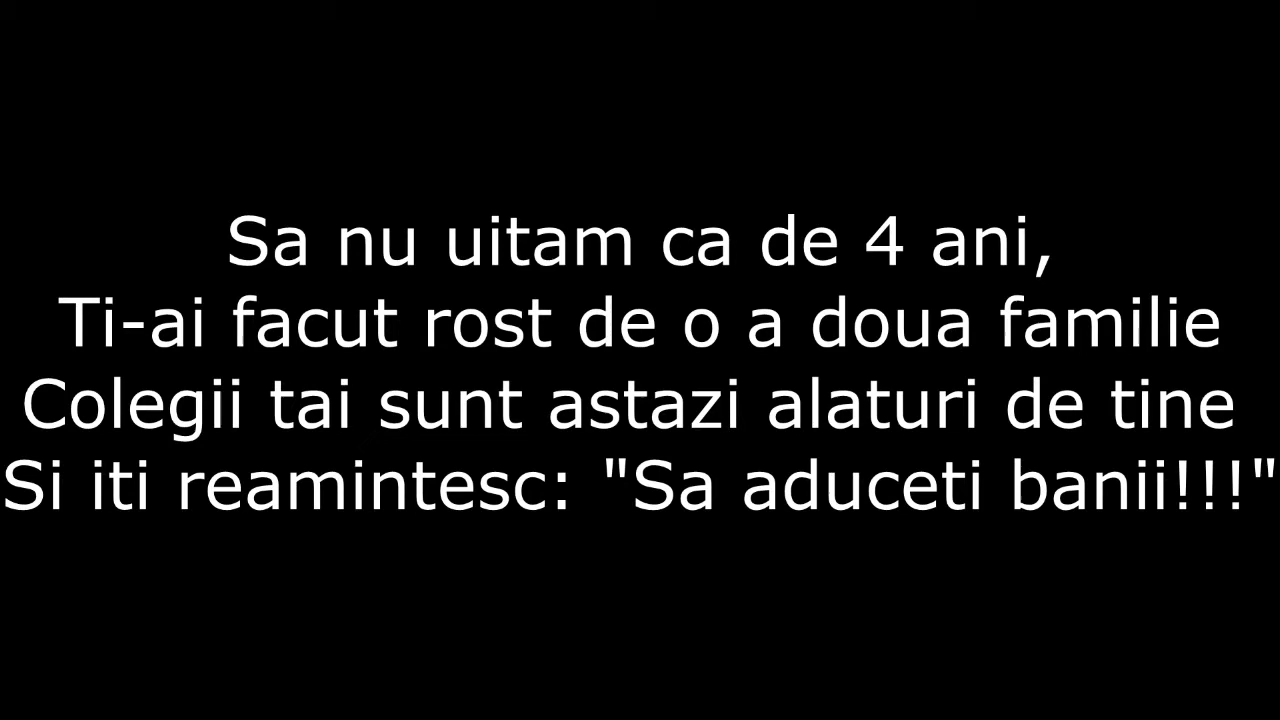 Sa nu uitam ca de 4 ani,
Ti-ai facut rost de o a doua familie
Colegii tai sunt astazi alaturi de tine
Si iti reamintesc: "Sa aduceti banii!!!"